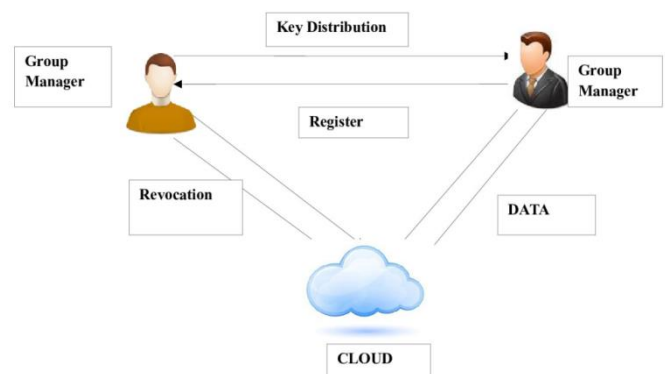 Key Distribution
Group
Manager
Group
Manager
Register
Revocation
DATA
CLOUD